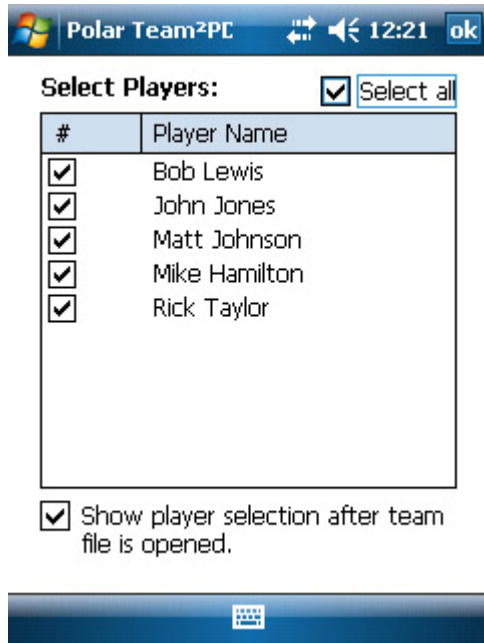 Polar Team²PD 12:21 ok
Select Players: Select all
# Player Name
Bob Lewis
John Jones
Matt Johnson
Mike Hamilton
Rick Taylor
Show player selection after team
file is opened.